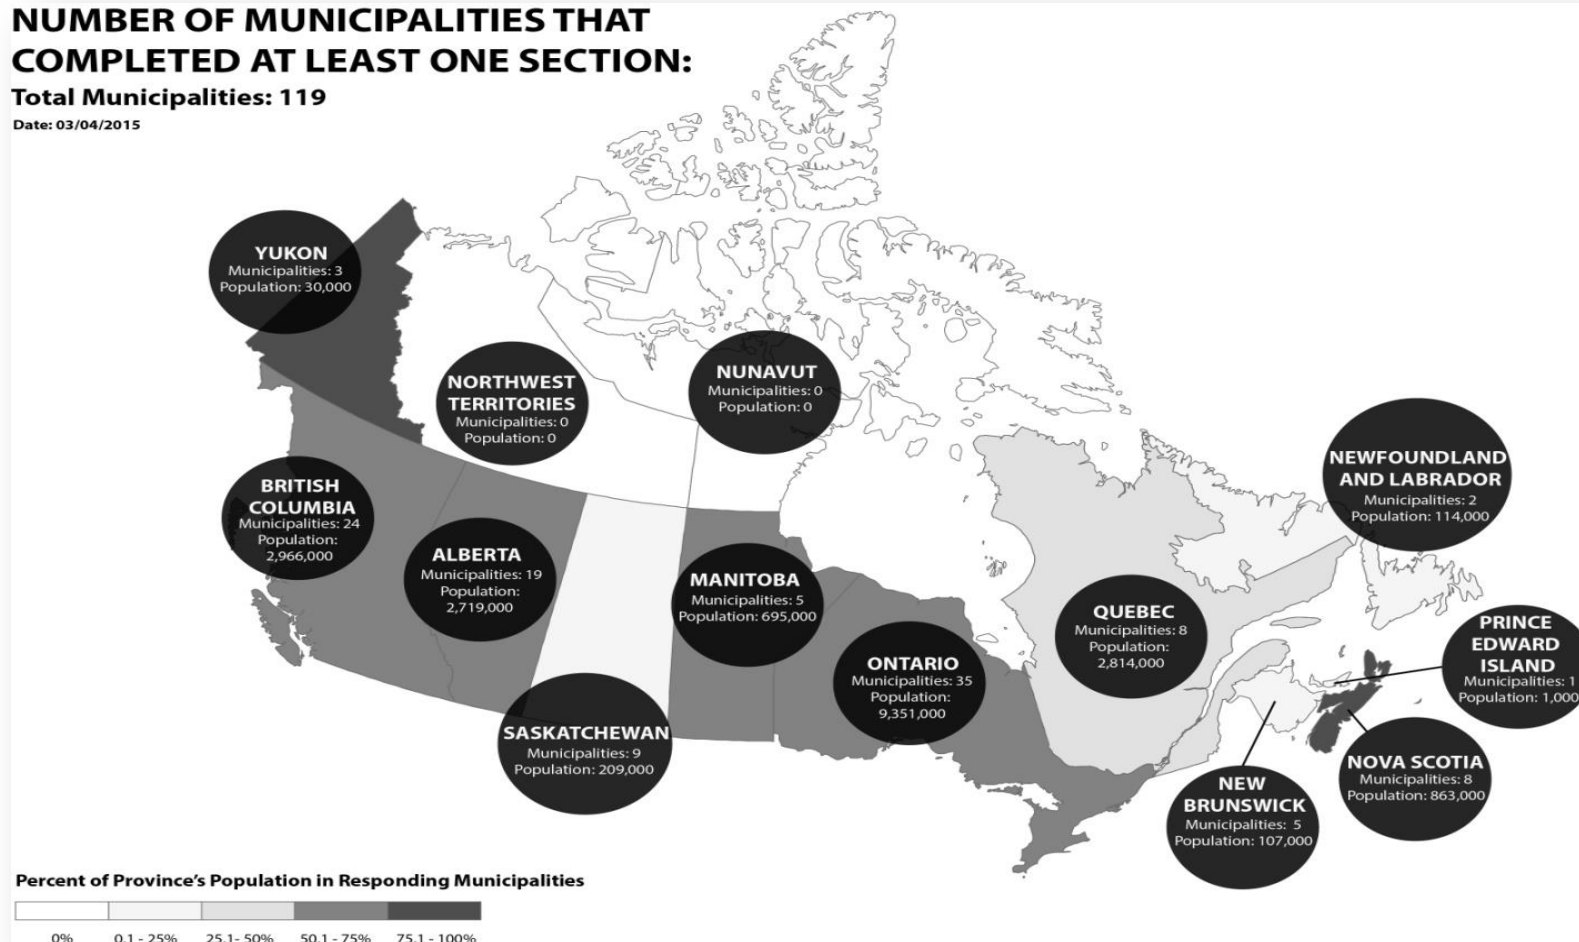 NUMBER OF MUNICIPALITIES THAT
COMPLETED AT LEAST ONE SECTION:
Total Municipalities: 119
Date: 03/04/2015
YUKON
Municipalities: 3
Population: 30,000
NORTHWEST
TERRITORIES
Municipalities: 0
Population: 0
NUNAVUT
Municipalities: 0
Population: 0
NEWFOUNDLAND
AND LABRADOR
Municipalities: 2
Population: 114,000
BRITISH
COLUMBIA
Municipalities: 24
Population:
2,966,000
ALBERTA
Municipalities: 19
Population:
2,719,000
MANITOBA
Municipalities: 5
Population: 695,000
QUEBEC
Municipalities: 8
Population:
2,814,000
PRINCE
EDWARD
ISLAND
Municipalities: 1
Population: 1,000
ONTARIO
Municipalities: 35
Population:
9,351,000
SASKATCHEWAN
Municipalities: 9
Population: 209,000
NOVA SCOTIA
Municipalities: 8
Population: 863,000
NEW
BRUNSWICK
Municipalities: 5
Population: 107,000
Percent of Province's Population in Responding Municipalities
0% 0.1 - 25% 25.1- 50% 50.1 - 75% 75.1 - 100%